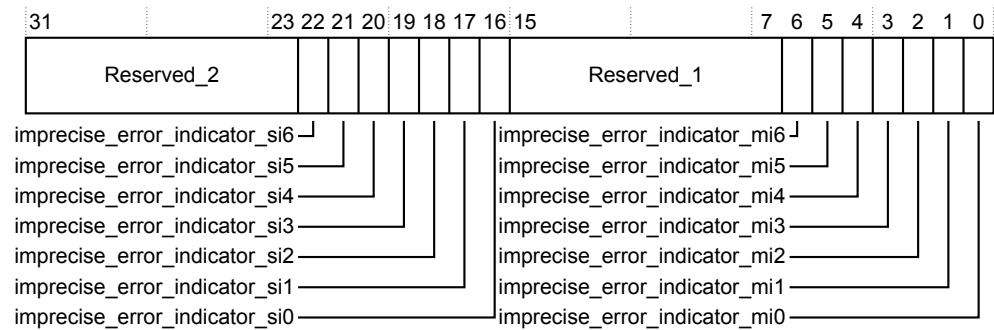 31 23 22 21 20 19 18 17 16 15 7 6 5 4 3 2 1 0
Reserved_2 Reserved_1
imprecise_error_indicator_si6 imprecise_error_indicator_mi6
imprecise_error_indicator_si5 imprecise_error_indicator_mi5
imprecise_error_indicator_si4 imprecise_error_indicator_mi4
imprecise_error_indicator_si3 imprecise_error_indicator_mi3
imprecise_error_indicator_si2 imprecise_error_indicator_mi2
imprecise_error_indicator_si1 imprecise_error_indicator_mi1
imprecise_error_indicator_si0 imprecise_error_indicator_mi0